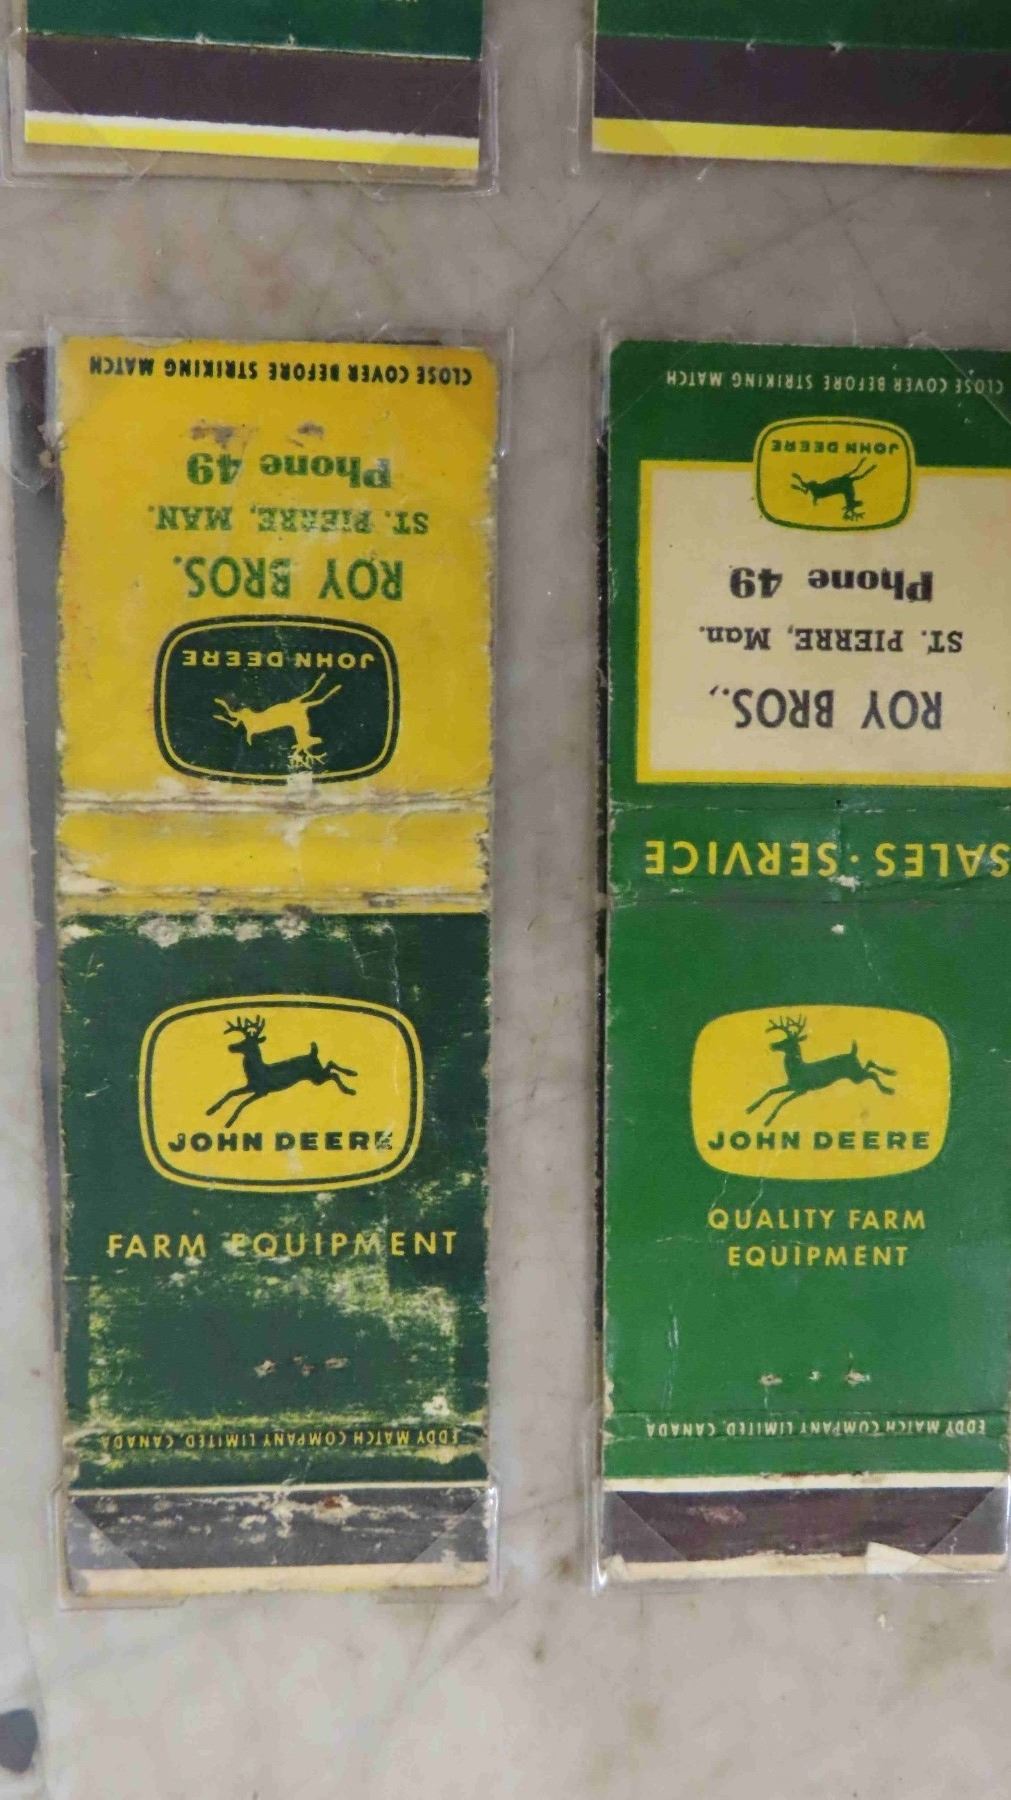 CLOSE COVER BEFORE STRIKING MATCH
Phone 49
ST. PIERRE, MAN.
ROY BROS.
JOHN DEERE
JOHN DEERE
FARM EQUIPMENT
EDDY MATCH COMPANY LIMITED, CANADA
CLOSE COVER BEFORE STRIKING MATCH
JOHN DEERE
Phone 49
ST. PIERRE, Man.
ROY BROS.,
SALES · SERVICE
JOHN DEERE
QUALITY FARM
EQUIPMENT
EDDY MATCH COMPANY LIMITED, CANADA